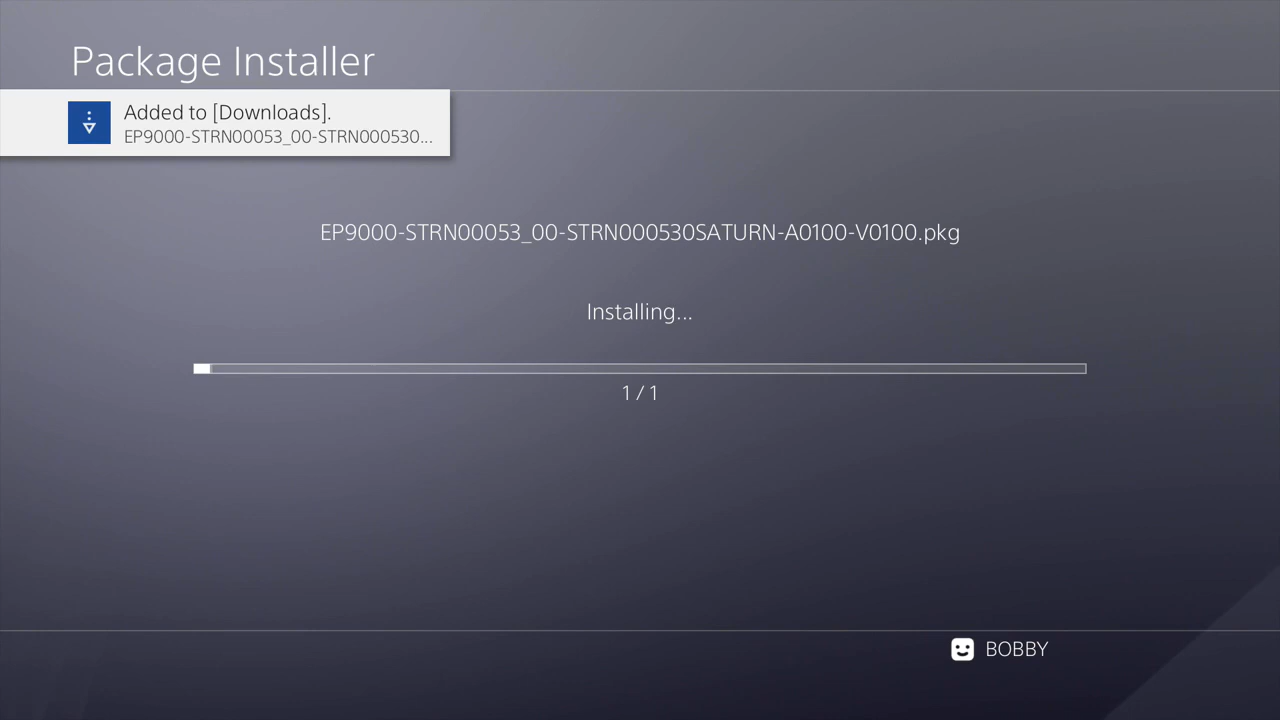 Package Installer
Added to [Downloads].
EP9000-STRN00053_00-STRN000530...
EP9000-STRN00053_00-STRN000530SATURN-A0100-V0100.pkg
Installing...
1 / 1
BOBBY